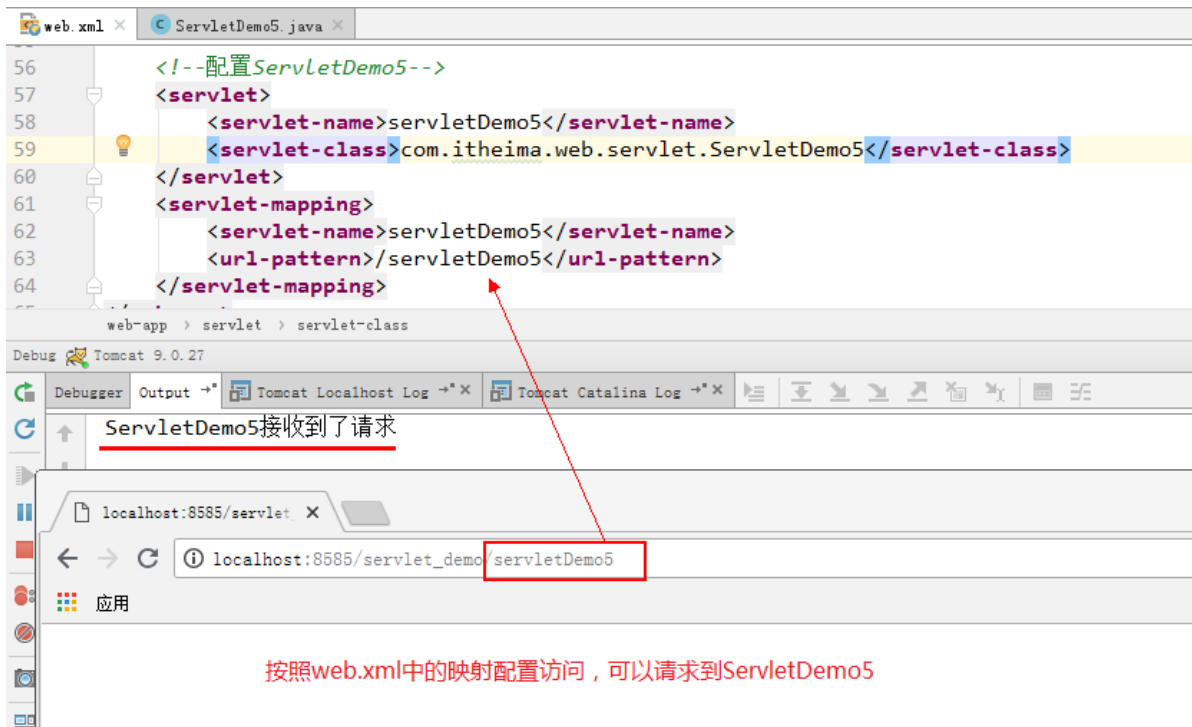 web.xml ServletDemo5.java
56 <!--配置ServletDemo5-->
57 <servlet>
58 <servlet-name>servletDemo5</servlet-name>
59 <servlet-class>com.itheima.web.servlet.ServletDemo5</servlet-class>
60 </servlet>
61 <servlet-mapping>
62 <servlet-name>servletDemo5</servlet-name>
63 <url-pattern>/servletDemo5</url-pattern>
64 </servlet-mapping>
web-app > servlet > servlet-class
Debug Tomcat 9.0.27
Debugger Output Tomcat Localhost Log Tomcat Catalina Log
ServletDemo5接收到了请求
localhost:8585/servlet_
localhost:8585/servlet_demo/servletDemo5
应用
按照web.xml中的映射配置访问，可以请求到ServletDemo5